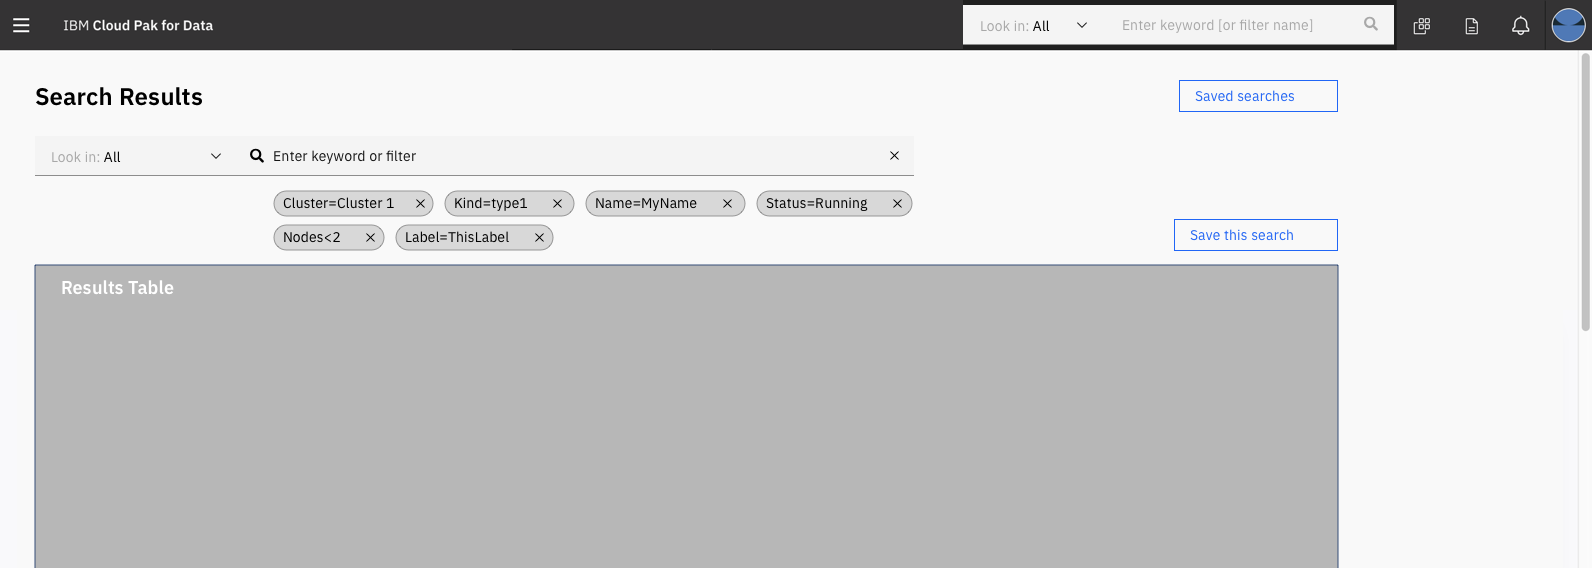 IBM Cloud Pak for Data
Look in: All
Enter keyword [or filter name]
Search Results
Saved searches
Look in: All
Enter keyword or filter
Cluster=Cluster 1
Kind=type1
Name=MyName
Status=Running
Nodes<2
Label=ThisLabel
Save this search
Results Table